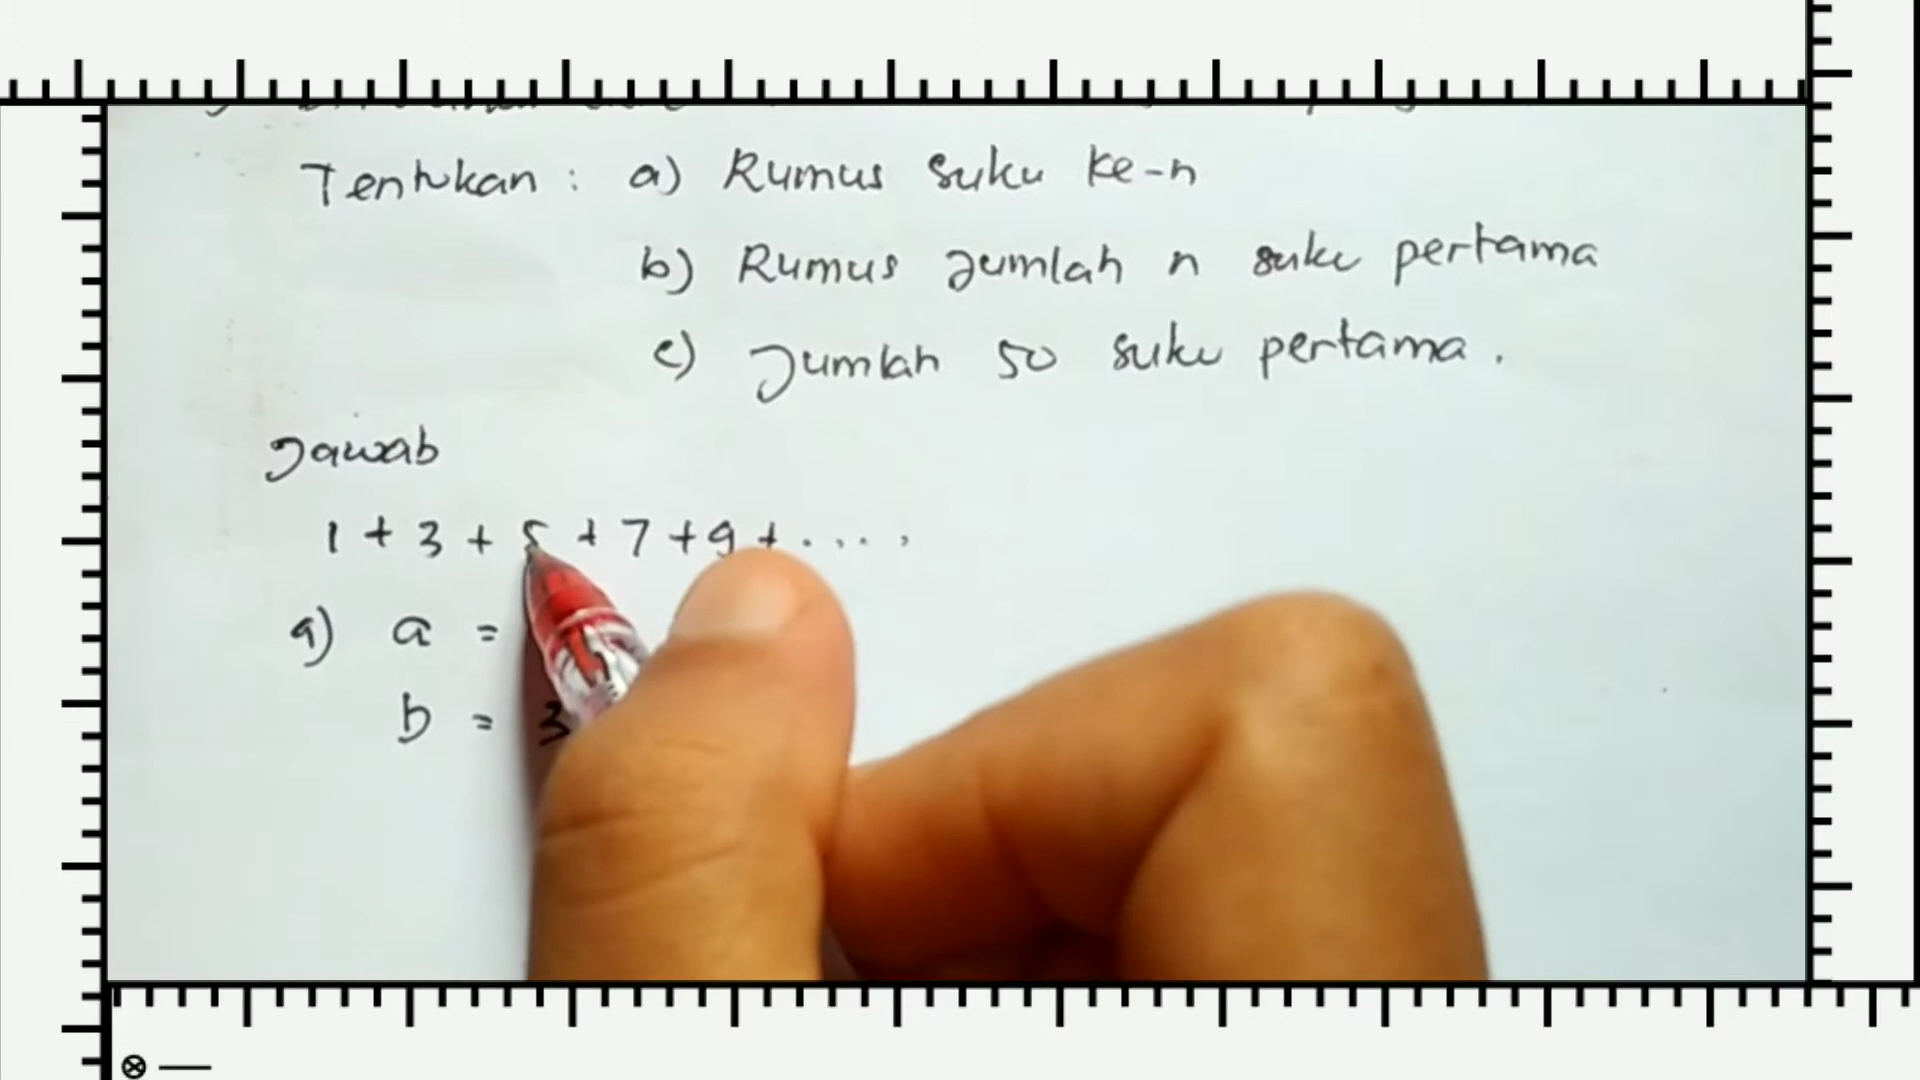 Tentukan : a) Rumus suku ke-n
b) Rumus Jumlah n suku pertama
c) Jumlah 50 suku pertama .
Jawab
1 + 3 + 5 + 7 + 9 + . . . . ,
a) a =
b = 3